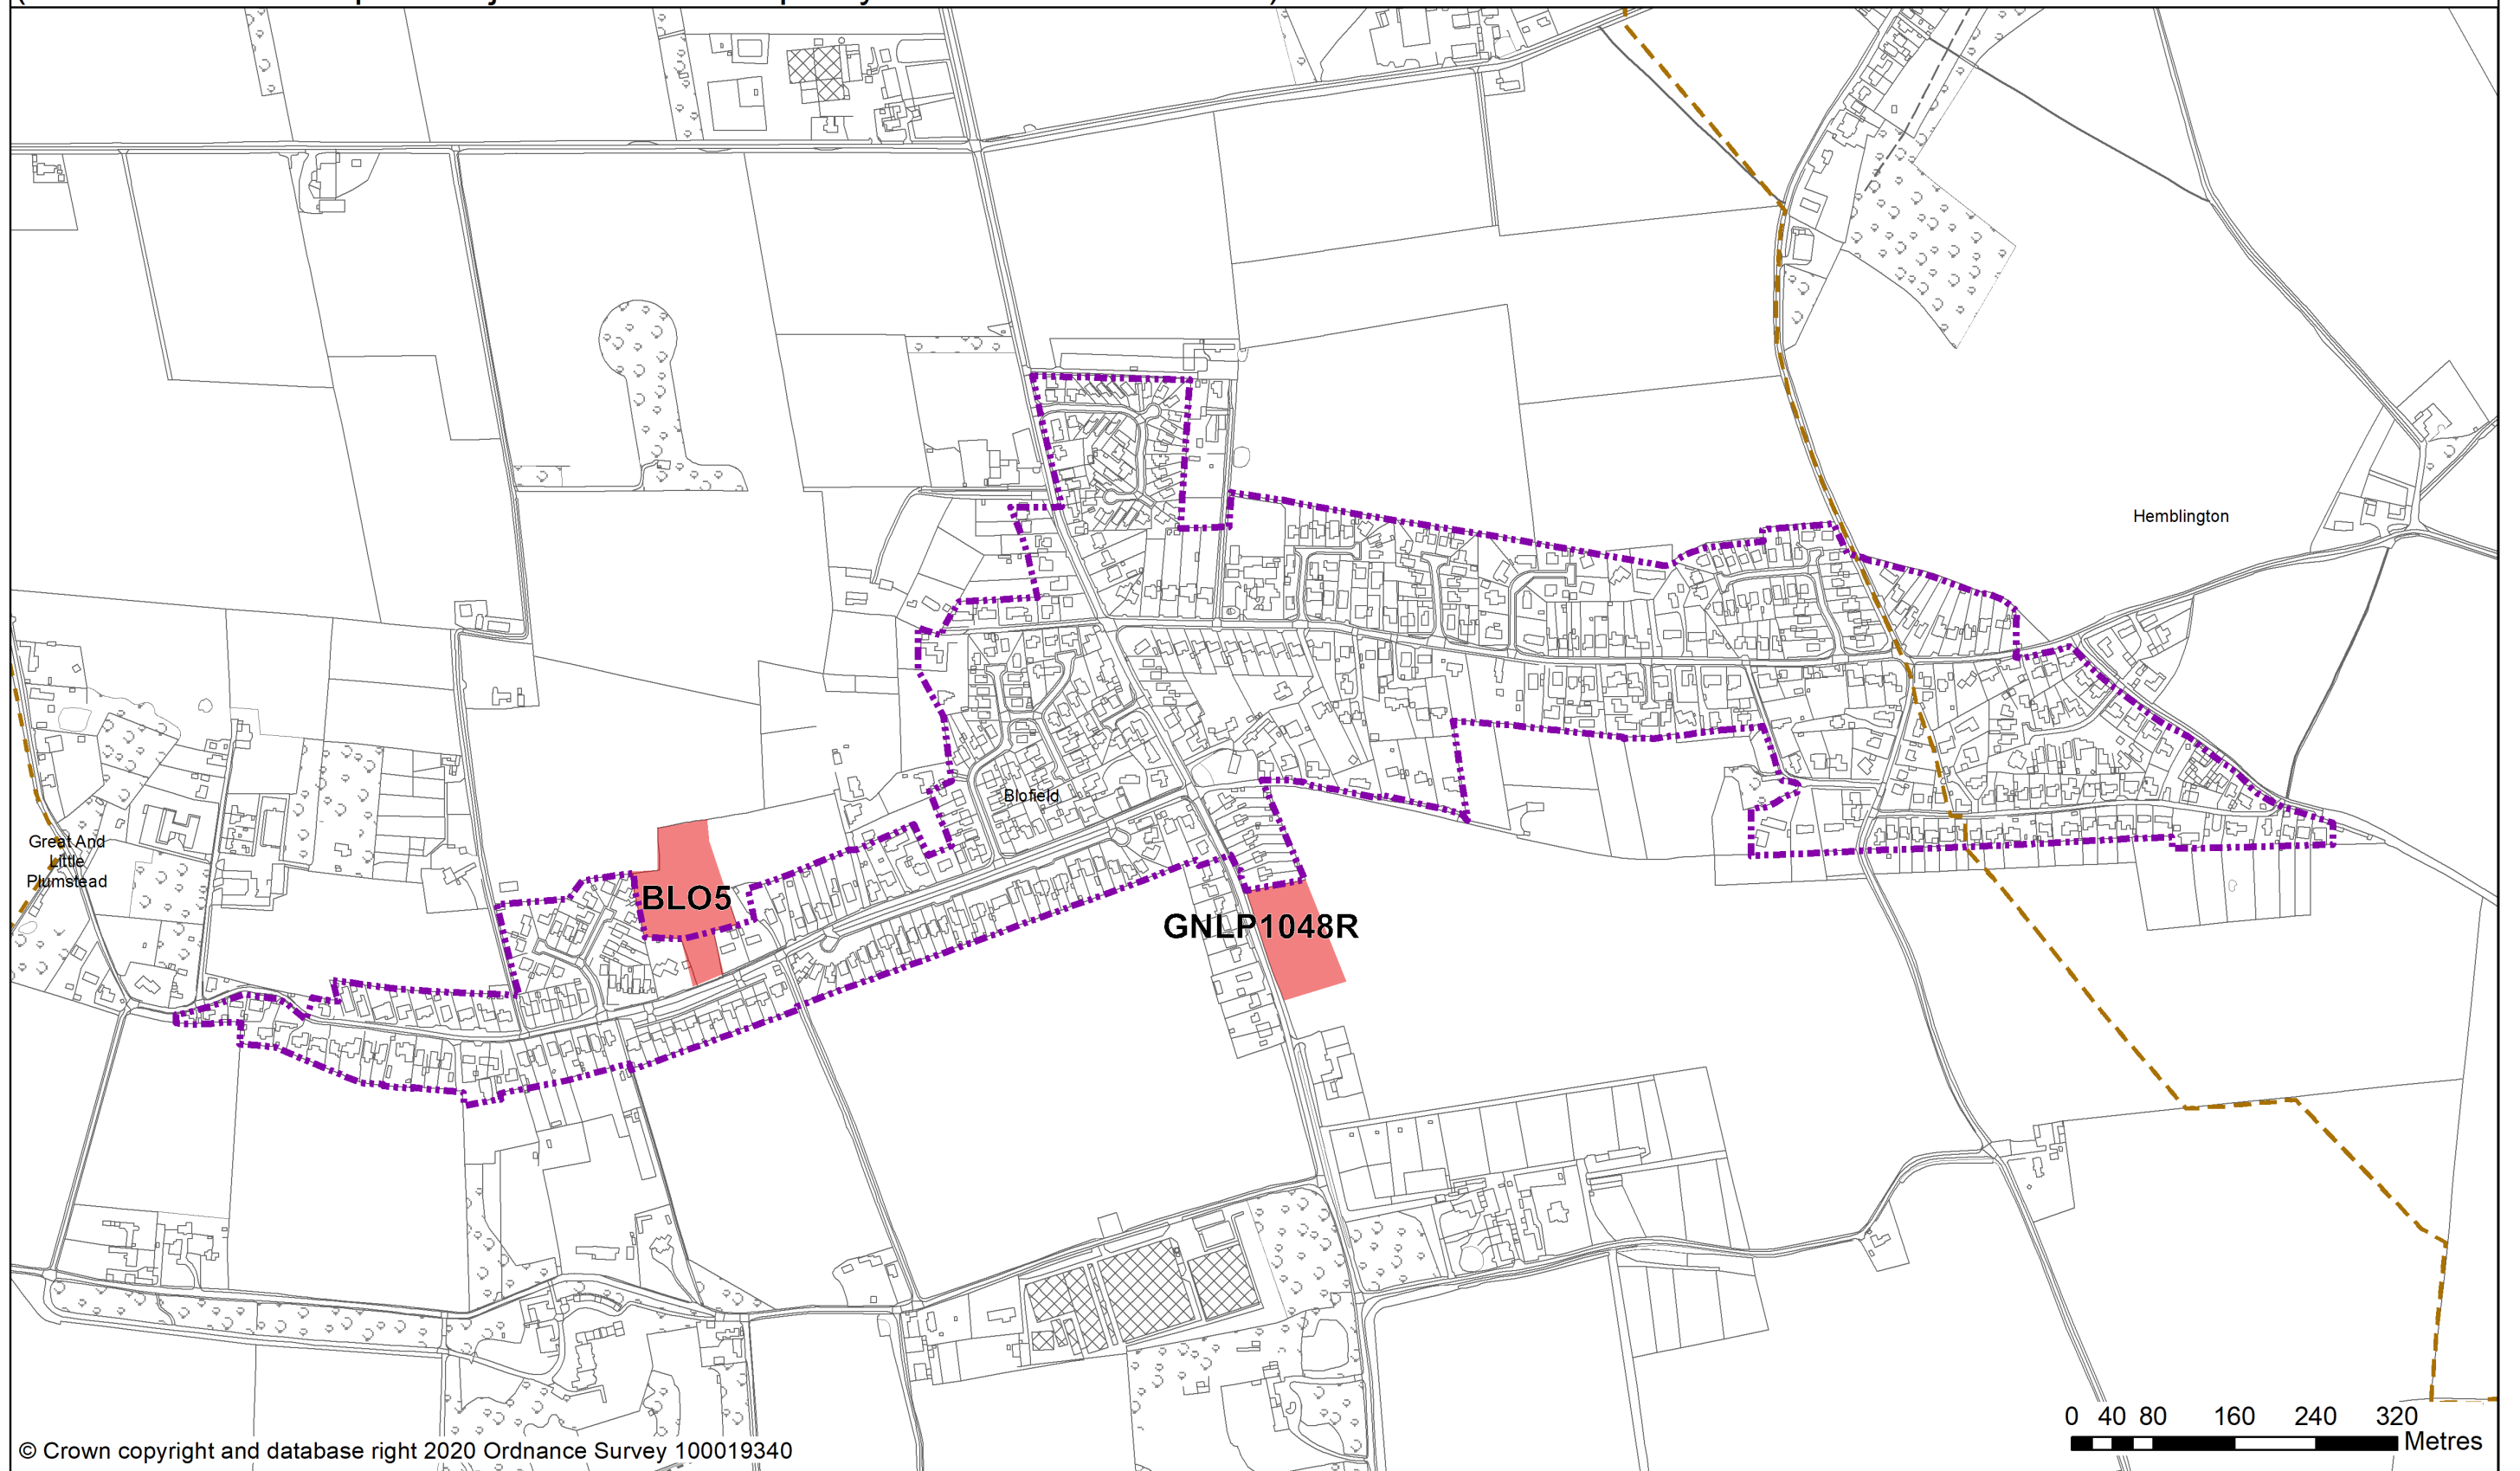 Hemblington
Blofield
Great And
Little
Plumstead
BLO5
GNLP1048R
0 40 80 160 240 320
Metres
© Crown copyright and database right 2020 Ordnance Survey 100019340